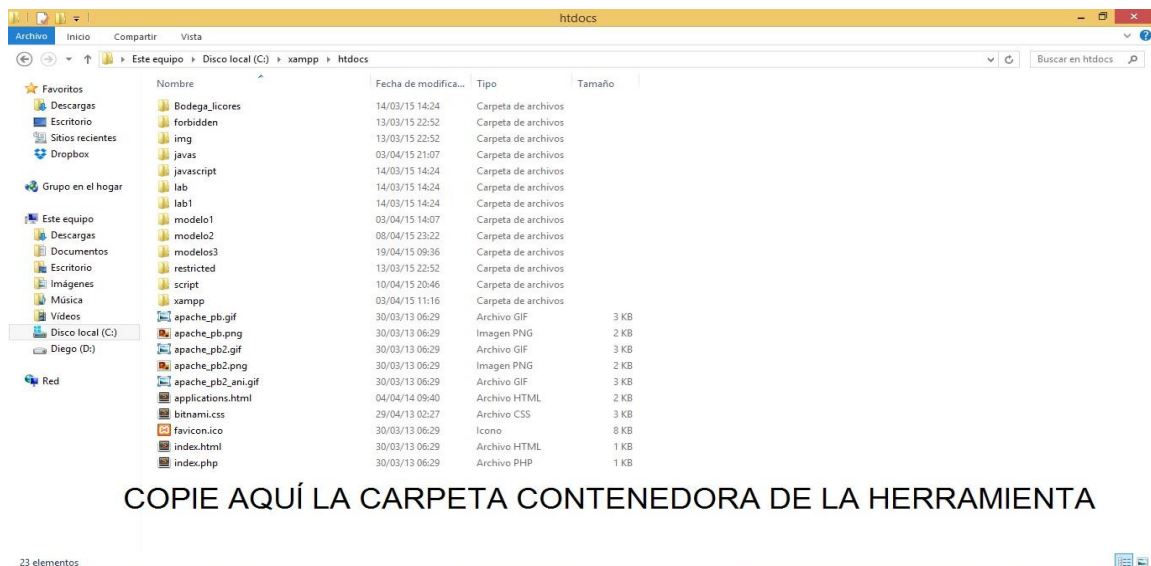 htdocs
Archivo Inicio Compartir Vista
Este equipo Disco local (C:) xampp htdocs
Buscar en htdocs
Favoritos
Descargas
Escritorio
Sitios recientes
Dropbox
Grupo en el hogar
Este equipo
Descargas
Documentos
Escritorio
Imágenes
Música
Vídeos
Disco local (C:)
Diego (D:)
Red
Nombre Fecha de modifica... Tipo Tamaño
Bodega_licores 14/03/15 14:24 Carpeta de archivos
forbidden 13/03/15 22:52 Carpeta de archivos
img 13/03/15 22:52 Carpeta de archivos
javas 03/04/15 21:07 Carpeta de archivos
javascript 14/03/15 14:24 Carpeta de archivos
lab 14/03/15 14:24 Carpeta de archivos
lab1 14/03/15 14:24 Carpeta de archivos
modelo1 03/04/15 14:07 Carpeta de archivos
modelo2 08/04/15 23:22 Carpeta de archivos
modelos3 19/04/15 09:36 Carpeta de archivos
restricted 13/03/15 22:52 Carpeta de archivos
script 10/04/15 20:46 Carpeta de archivos
xampp 03/04/15 11:16 Carpeta de archivos
apache_pb.gif 30/03/13 06:29 Archivo GIF 3 KB
apache_pb.png 30/03/13 06:29 Imagen PNG 2 KB
apache_pb2.gif 30/03/13 06:29 Archivo GIF 3 KB
apache_pb2.png 30/03/13 06:29 Imagen PNG 2 KB
apache_pb2_ani.gif 30/03/13 06:29 Archivo GIF 3 KB
applications.html 04/04/14 09:40 Archivo HTML 2 KB
bitnami.css 29/04/13 02:27 Archivo CSS 3 KB
favicon.ico 30/03/13 06:29 Icono 8 KB
index.html 30/03/13 06:29 Archivo HTML 1 KB
index.php 30/03/13 06:29 Archivo PHP 1 KB
COPIE AQUÍ LA CARPETA CONTENEDORA DE LA HERRAMIENTA
23 elementos